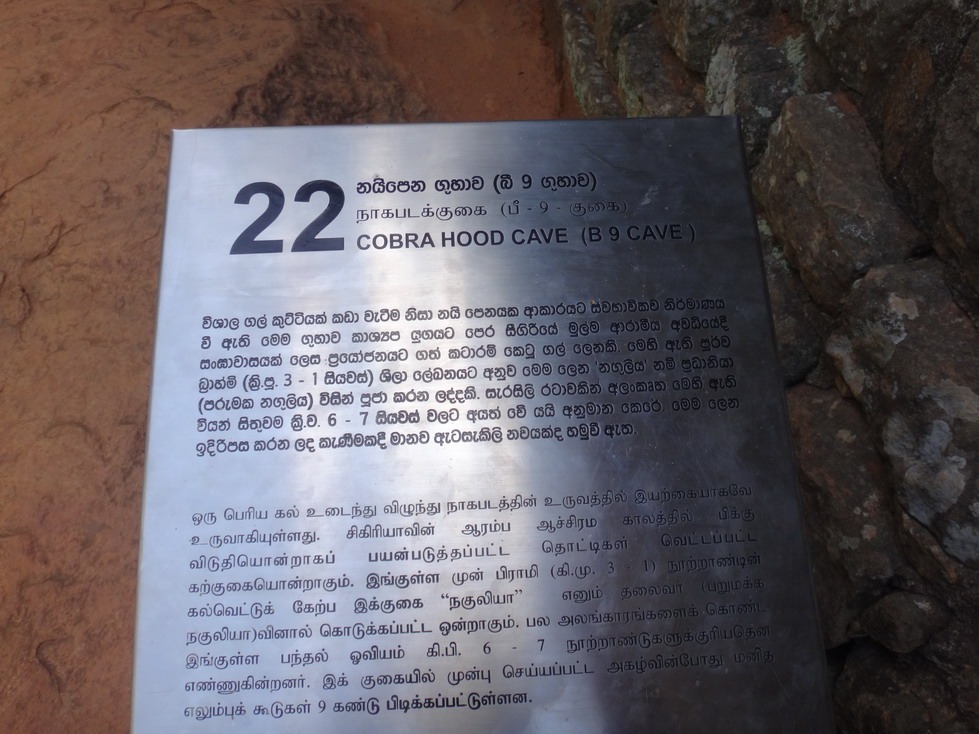 22
නයිපෙන ගුහාව (බී 9 ගුහාව)
நாகபடக்குகை (பீ - 9 - குகை)
COBRA HOOD CAVE (B 9 CAVE )
විශාල ගල් කුට්ටියක් කඩා වැටීම නිසා නයි පෙනයක ආකාරයට ස්වභාවිකව නිර්මාණය
වී ඇති මෙම ගුහාව කාශ්‍යප යුගයට පෙර සීගිරියේ මුල්ම ආරාමීය අවධියේදී
සංඝාවාසයක් ලෙස ප්‍රයෝජනයට ගත් කටාරම් කෙටූ ගල් ලෙනකි. මෙහි ඇති පූර්ව
බ්‍රාහ්මි (ක්‍රි.පූ. 3 - 1 සියවස්) ශිලා ලේඛනයට අනුව මෙම ලෙන 'නගුලිය' නම් ප්‍රධානියා
(පරුමක නගුලිය) විසින් පූජා කරන ලද්දකි. සැරසිලි රටාවකින් අලංකෘත මෙහි ඇති
වියන් සිතුවම ක්‍රි.ව. 6 - 7 සියවස් වලට අයත් වේ යයි අනුමාන කෙරේ. මෙම ලෙන
ඉදිරිපස කරන ලද කැණීමකදී මානව ඇටසැකිලි නවයක්ද හමුවී ඇත.
ஒரு பெரிய கல் உடைந்து விழுந்து நாகபடத்தின் உருவத்தில் இயற்கையாகவே
உருவாகியுள்ளது. சிகிரியாவின் ஆரம்ப ஆச்சிரம காலத்தில் பிக்கு
விடுதியொன்றாகப் பயன்படுத்தப்பட்ட தொட்டிகள் வெட்டப்பட்ட
கற்குகையொன்றாகும். இங்குள்ள முன் பிராமி (கி.மு. 3 - 1) நூற்றாண்டின்
கல்வெட்டுக் கேற்ப இக்குகை “நகுலியா” எனும் தலைவர் (பறுமக்க
நகுலியா)வினால் கொடுக்கப்பட்ட ஒன்றாகும். பல அலங்காரங்களைக் கொண்ட
இங்குள்ள பந்தல் ஓவியம் கி.பி. 6 - 7 நூற்றாண்டுகளுக்குரியதென
எண்ணுகின்றனர். இக் குகையில் முன்பு செய்யப்பட்ட அகழ்வின்போது மனித
எலும்புக் கூடுகள் 9 கண்டு பிடிக்கப்பட்டுள்ளன.